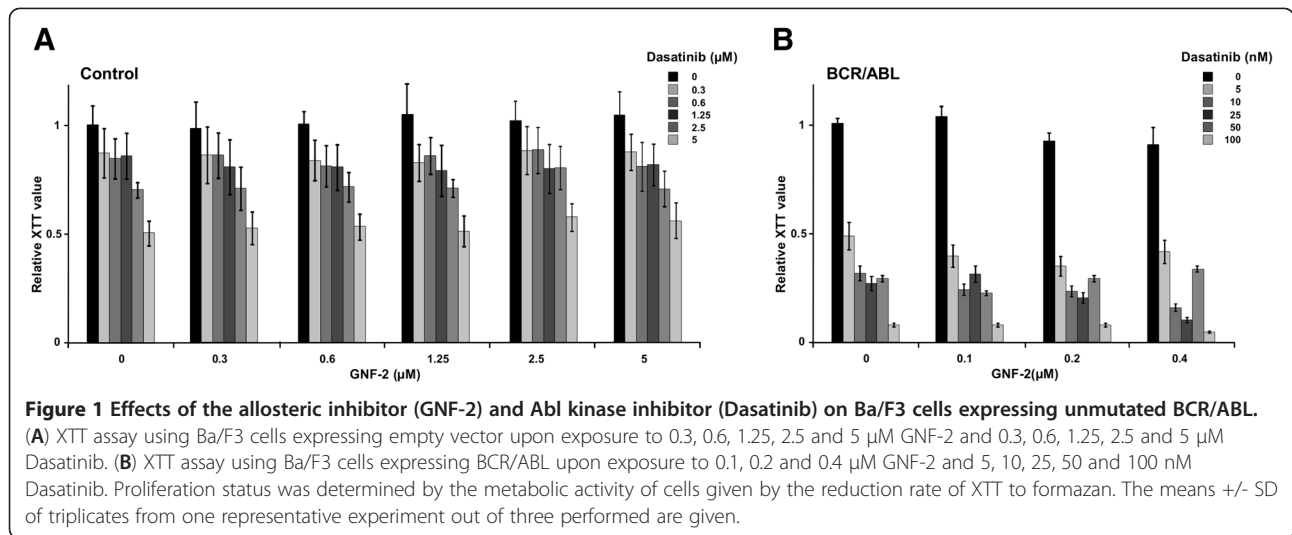 A
Control
Dasatinib (µM)
0
0.3
0.6
1.25
2.5
5
Relative XTT value
1
0.5
0
0 0.3 0.6 1.25 2.5 5
GNF-2 (µM)
B
BCR/ABL
Dasatinib (nM)
0
5
10
25
50
100
Relative XTT value
1
0.5
0
0 0.1 0.2 0.4
GNF-2(µM)
Figure 1 Effects of the allosteric inhibitor (GNF-2) and Abl kinase inhibitor (Dasatinib) on Ba/F3 cells expressing unmutated BCR/ABL.
(A) XTT assay using Ba/F3 cells expressing empty vector upon exposure to 0.3, 0.6, 1.25, 2.5 and 5 µM GNF-2 and 0.3, 0.6, 1.25, 2.5 and 5 µM
Dasatinib. (B) XTT assay using Ba/F3 cells expressing BCR/ABL upon exposure to 0.1, 0.2 and 0.4 µM GNF-2 and 5, 10, 25, 50 and 100 nM
Dasatinib. Proliferation status was determined by the metabolic activity of cells given by the reduction rate of XTT to formazan. The means +/- SD
of triplicates from one representative experiment out of three performed are given.